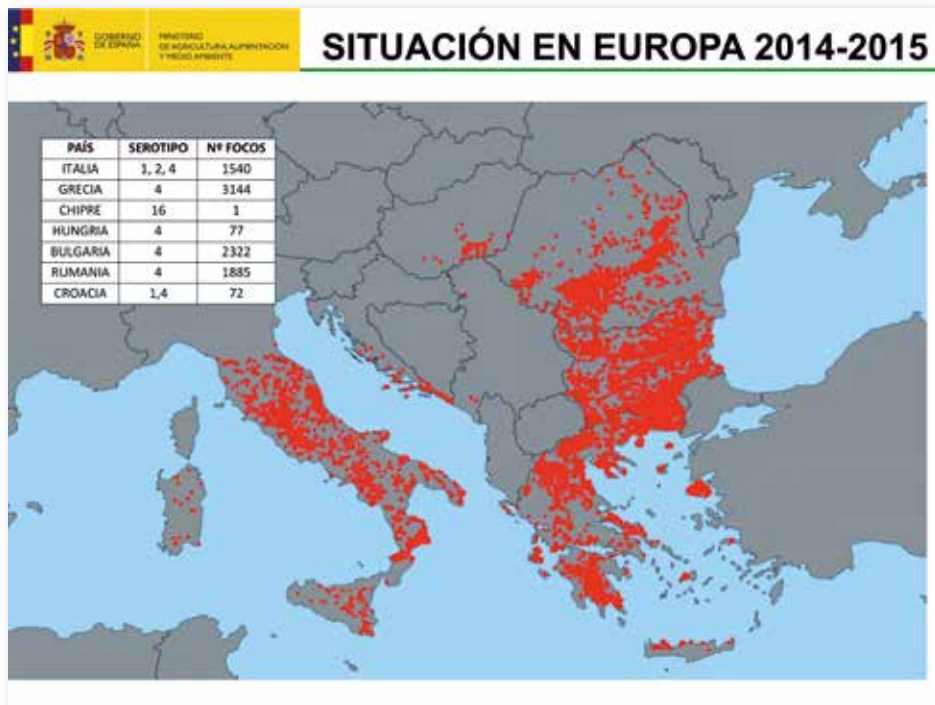 GOBIERNO
DE ESPAÑA
MINISTERIO
DE AGRICULTURA, ALIMENTACIÓN
Y MEDIO AMBIENTE
SITUACIÓN EN EUROPA 2014-2015
PAÍS SEROTIPO Nº FOCOS
ITALIA 1, 2, 4 1540
GRECIA 4 3144
CHIPRE 16 1
HUNGRIA 4 77
BULGARIA 4 2322
RUMANIA 4 1885
CROACIA 1,4 72